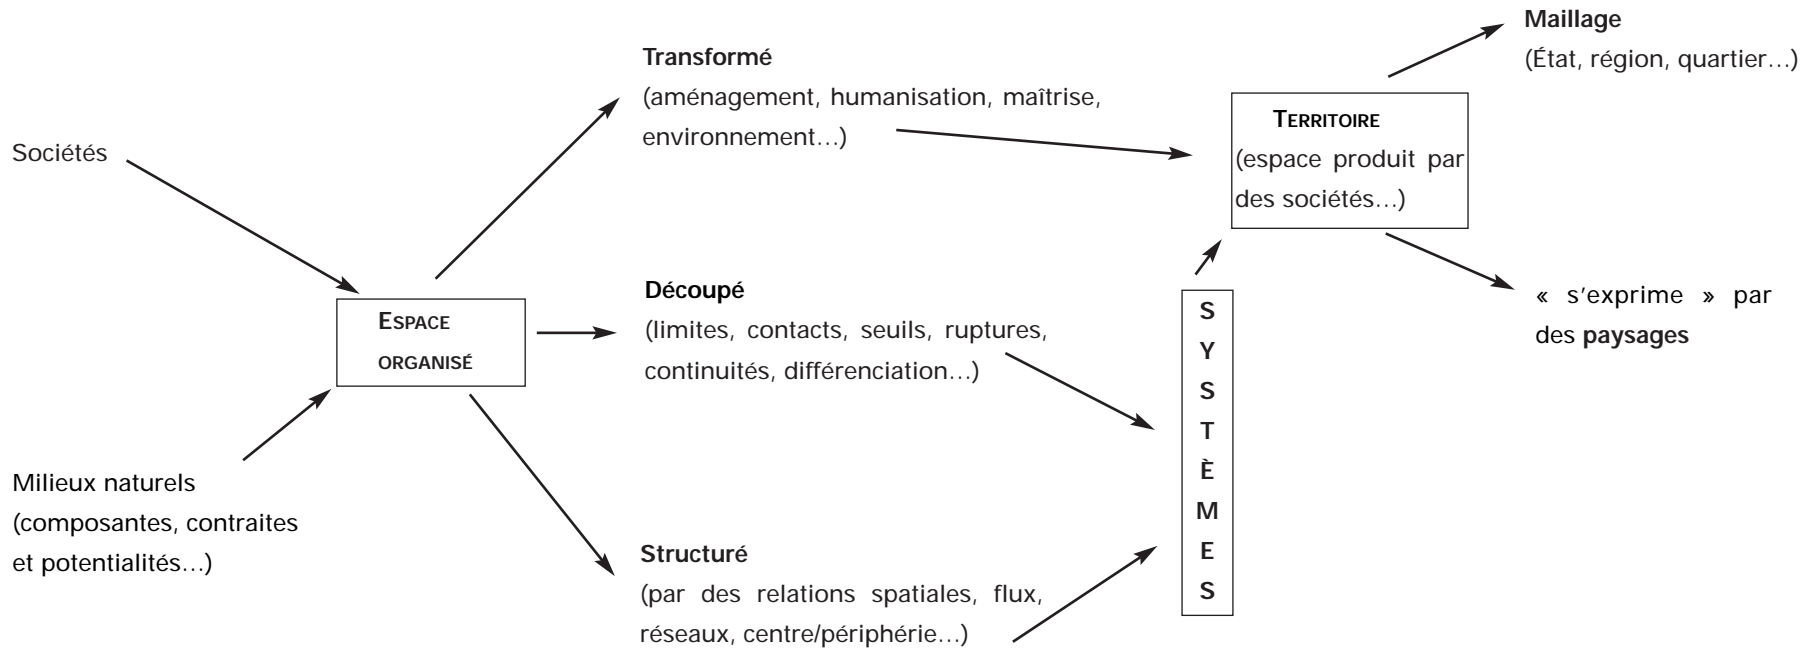 Sociétés
Milieux naturels
(composantes, contraites
et potentialités…)
ESPACE
ORGANISÉ
Transformé
(aménagement, humanisation, maîtrise,
environnement…)
Découpé
(limites, contacts, seuils, ruptures,
continuités, différenciation…)
Structuré
(par des relations spatiales, flux,
réseaux, centre/périphérie…)
S
Y
S
T
È
M
E
S
TERRITOIRE
(espace produit par
des sociétés…)
Maillage
(État, région, quartier…)
« s’exprime » par
des paysages